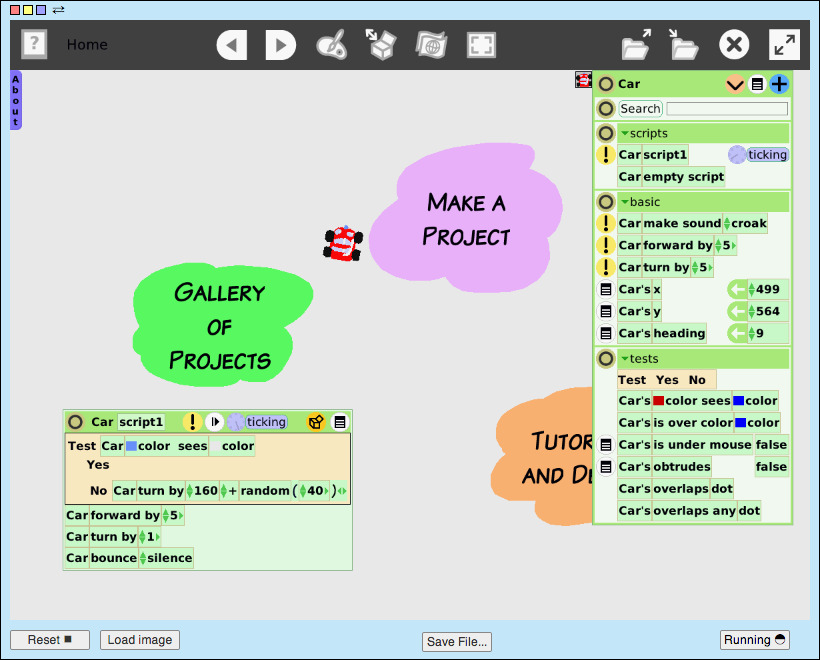 ?
Home
About
Make a
Project
Gallery
of
Projects
Tutor
and De
Car
Search
scripts
! Car script1 ticking
Car empty script
basic
! Car make sound croak
! Car forward by 5
! Car turn by 5
Car's x 499
Car's y 564
Car's heading 9
tests
Test Yes No
Car's color sees color
Car's is over color color
Car's is under mouse false
Car's obtrudes false
Car's overlaps dot
Car's overlaps any dot
Car script1 ! ticking
Test Car color sees color
Yes
No Car turn by 160 + random ( 40 )
Car forward by 5
Car turn by 1
Car bounce silence
Reset
Load image
Save File...
Running